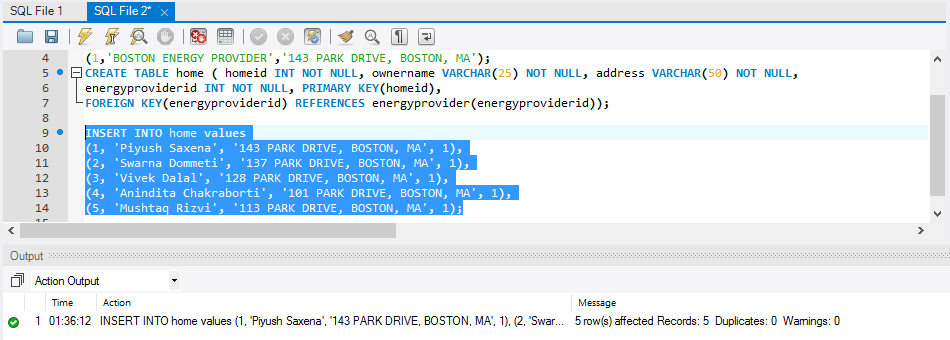 SQL File 1
SQL File 2*
4 (1,'BOSTON ENERGY PROVIDER','143 PARK DRIVE, BOSTON, MA');
5 CREATE TABLE home ( homeid INT NOT NULL, ownername VARCHAR(25) NOT NULL, address VARCHAR(50) NOT NULL,
6 energyproviderid INT NOT NULL, PRIMARY KEY(homeid),
7 FOREIGN KEY(energyproviderid) REFERENCES energyprovider(energyproviderid));
8
9 INSERT INTO home values
10 (1, 'Piyush Saxena', '143 PARK DRIVE, BOSTON, MA', 1),
11 (2, 'Swarna Dommeti', '137 PARK DRIVE, BOSTON, MA', 1),
12 (3, 'Vivek Dalal', '128 PARK DRIVE, BOSTON, MA', 1),
13 (4, 'Anindita Chakraborti', '101 PARK DRIVE, BOSTON, MA', 1),
14 (5, 'Mushtaq Rizvi', '113 PARK DRIVE, BOSTON, MA', 1);
15
Output
Action Output
Time Action Message
1 01:36:12 INSERT INTO home values (1, 'Piyush Saxena', '143 PARK DRIVE, BOSTON, MA', 1), (2, 'Swar... 5 row(s) affected Records: 5 Duplicates: 0 Warnings: 0